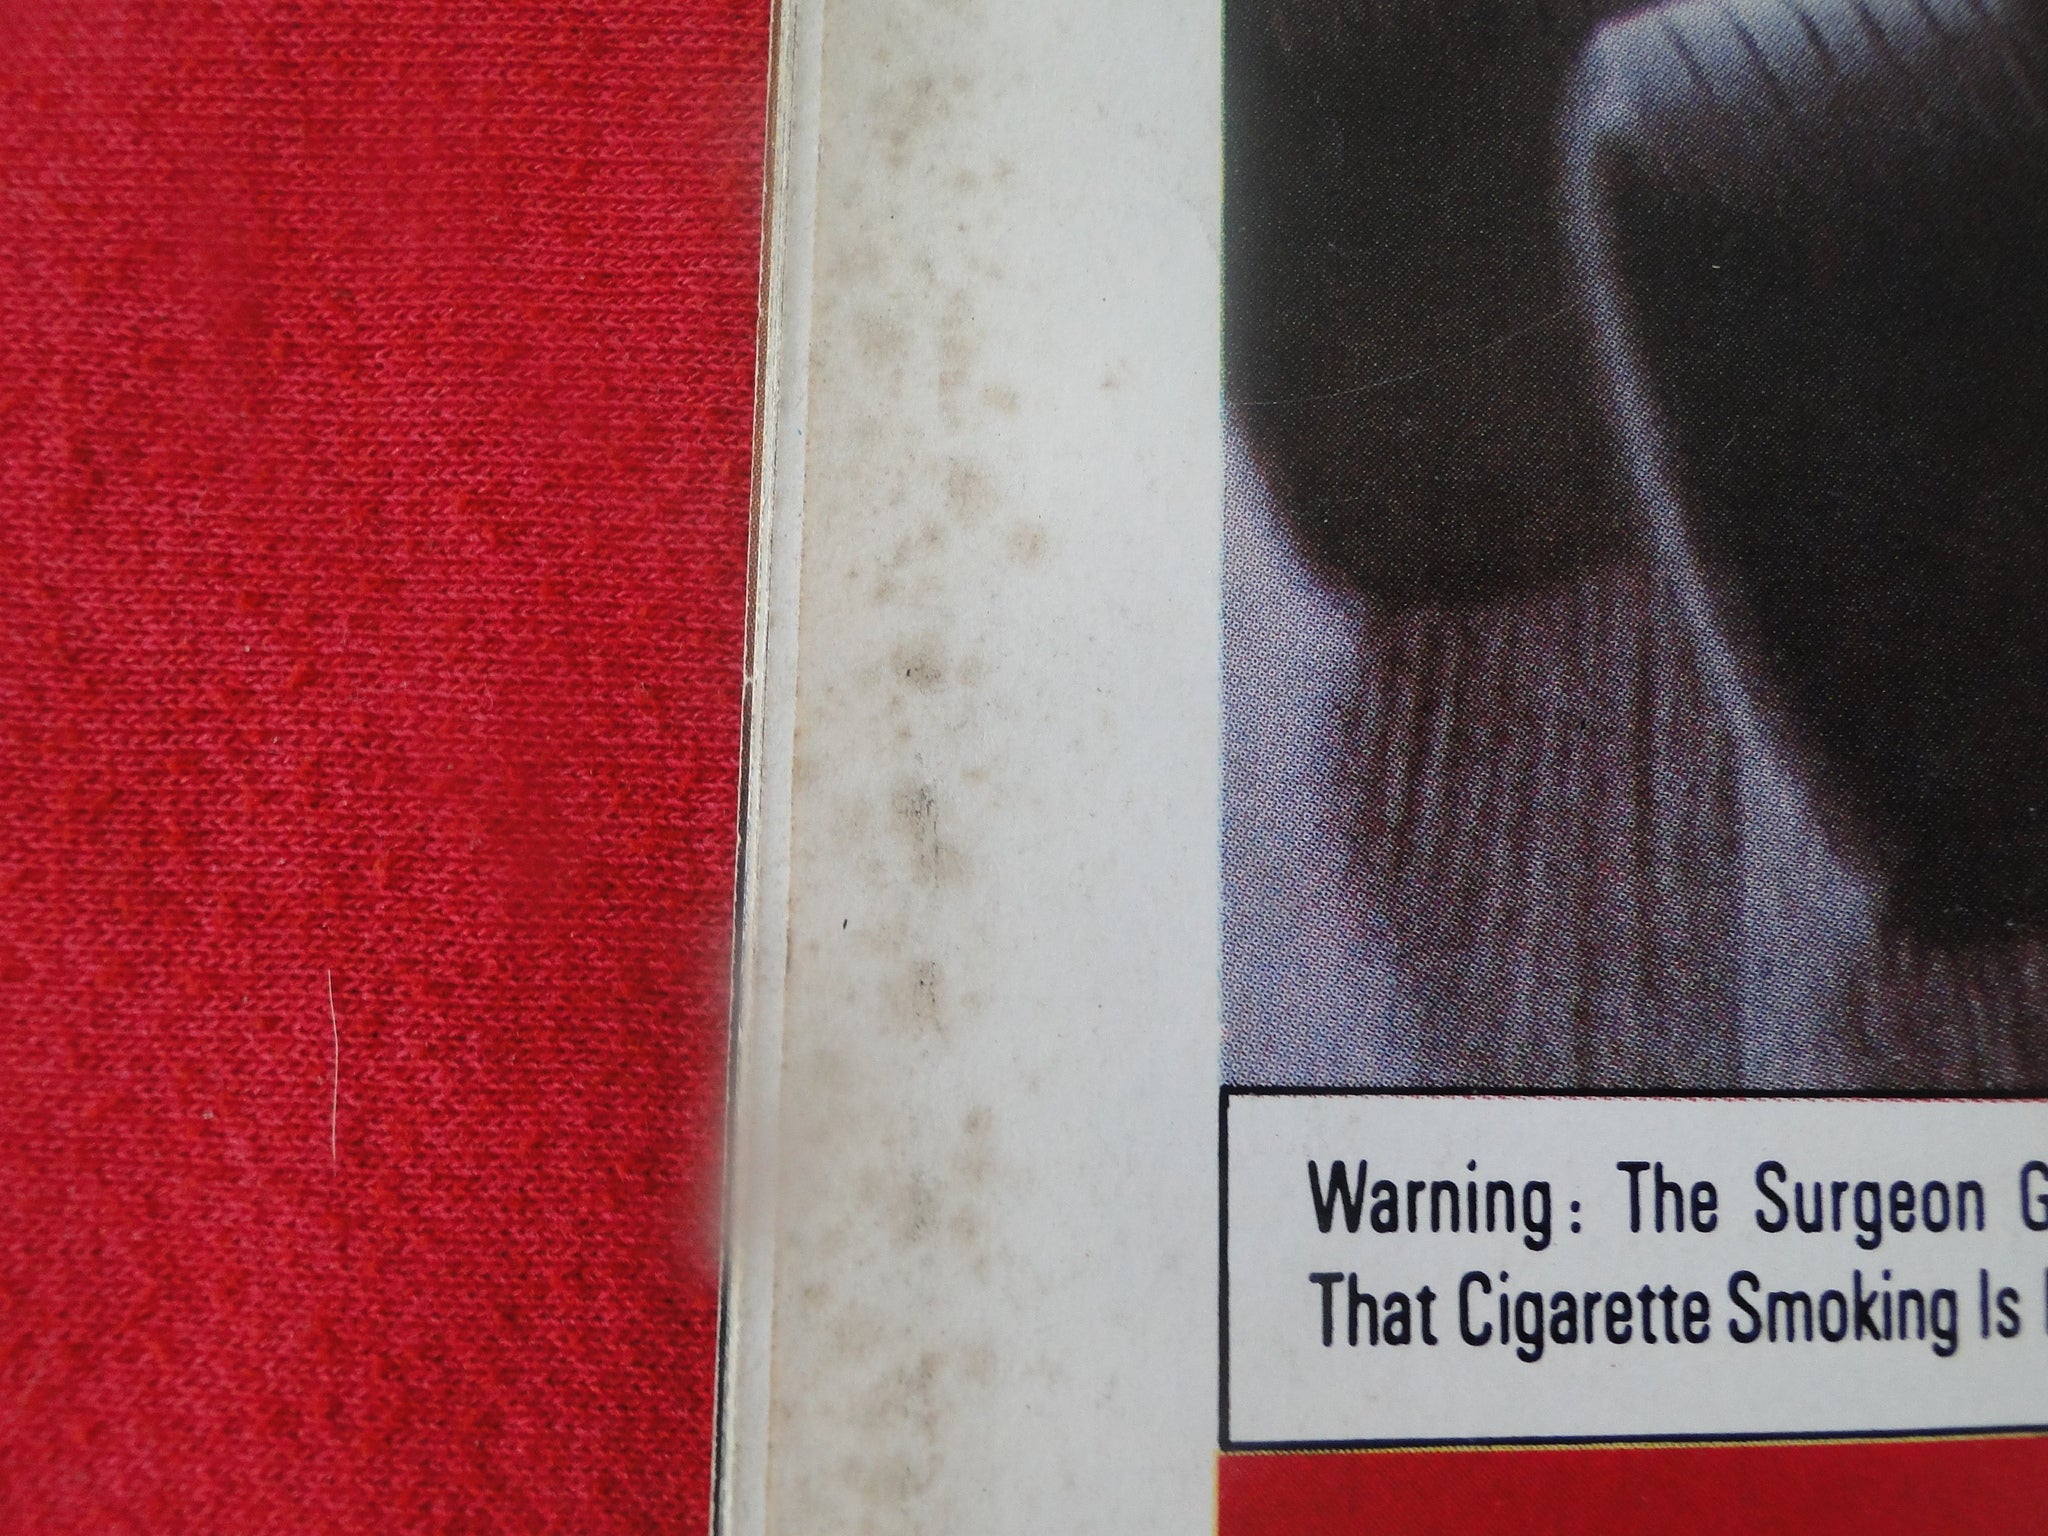 Warning: The Surgeon G
That Cigarette Smoking Is